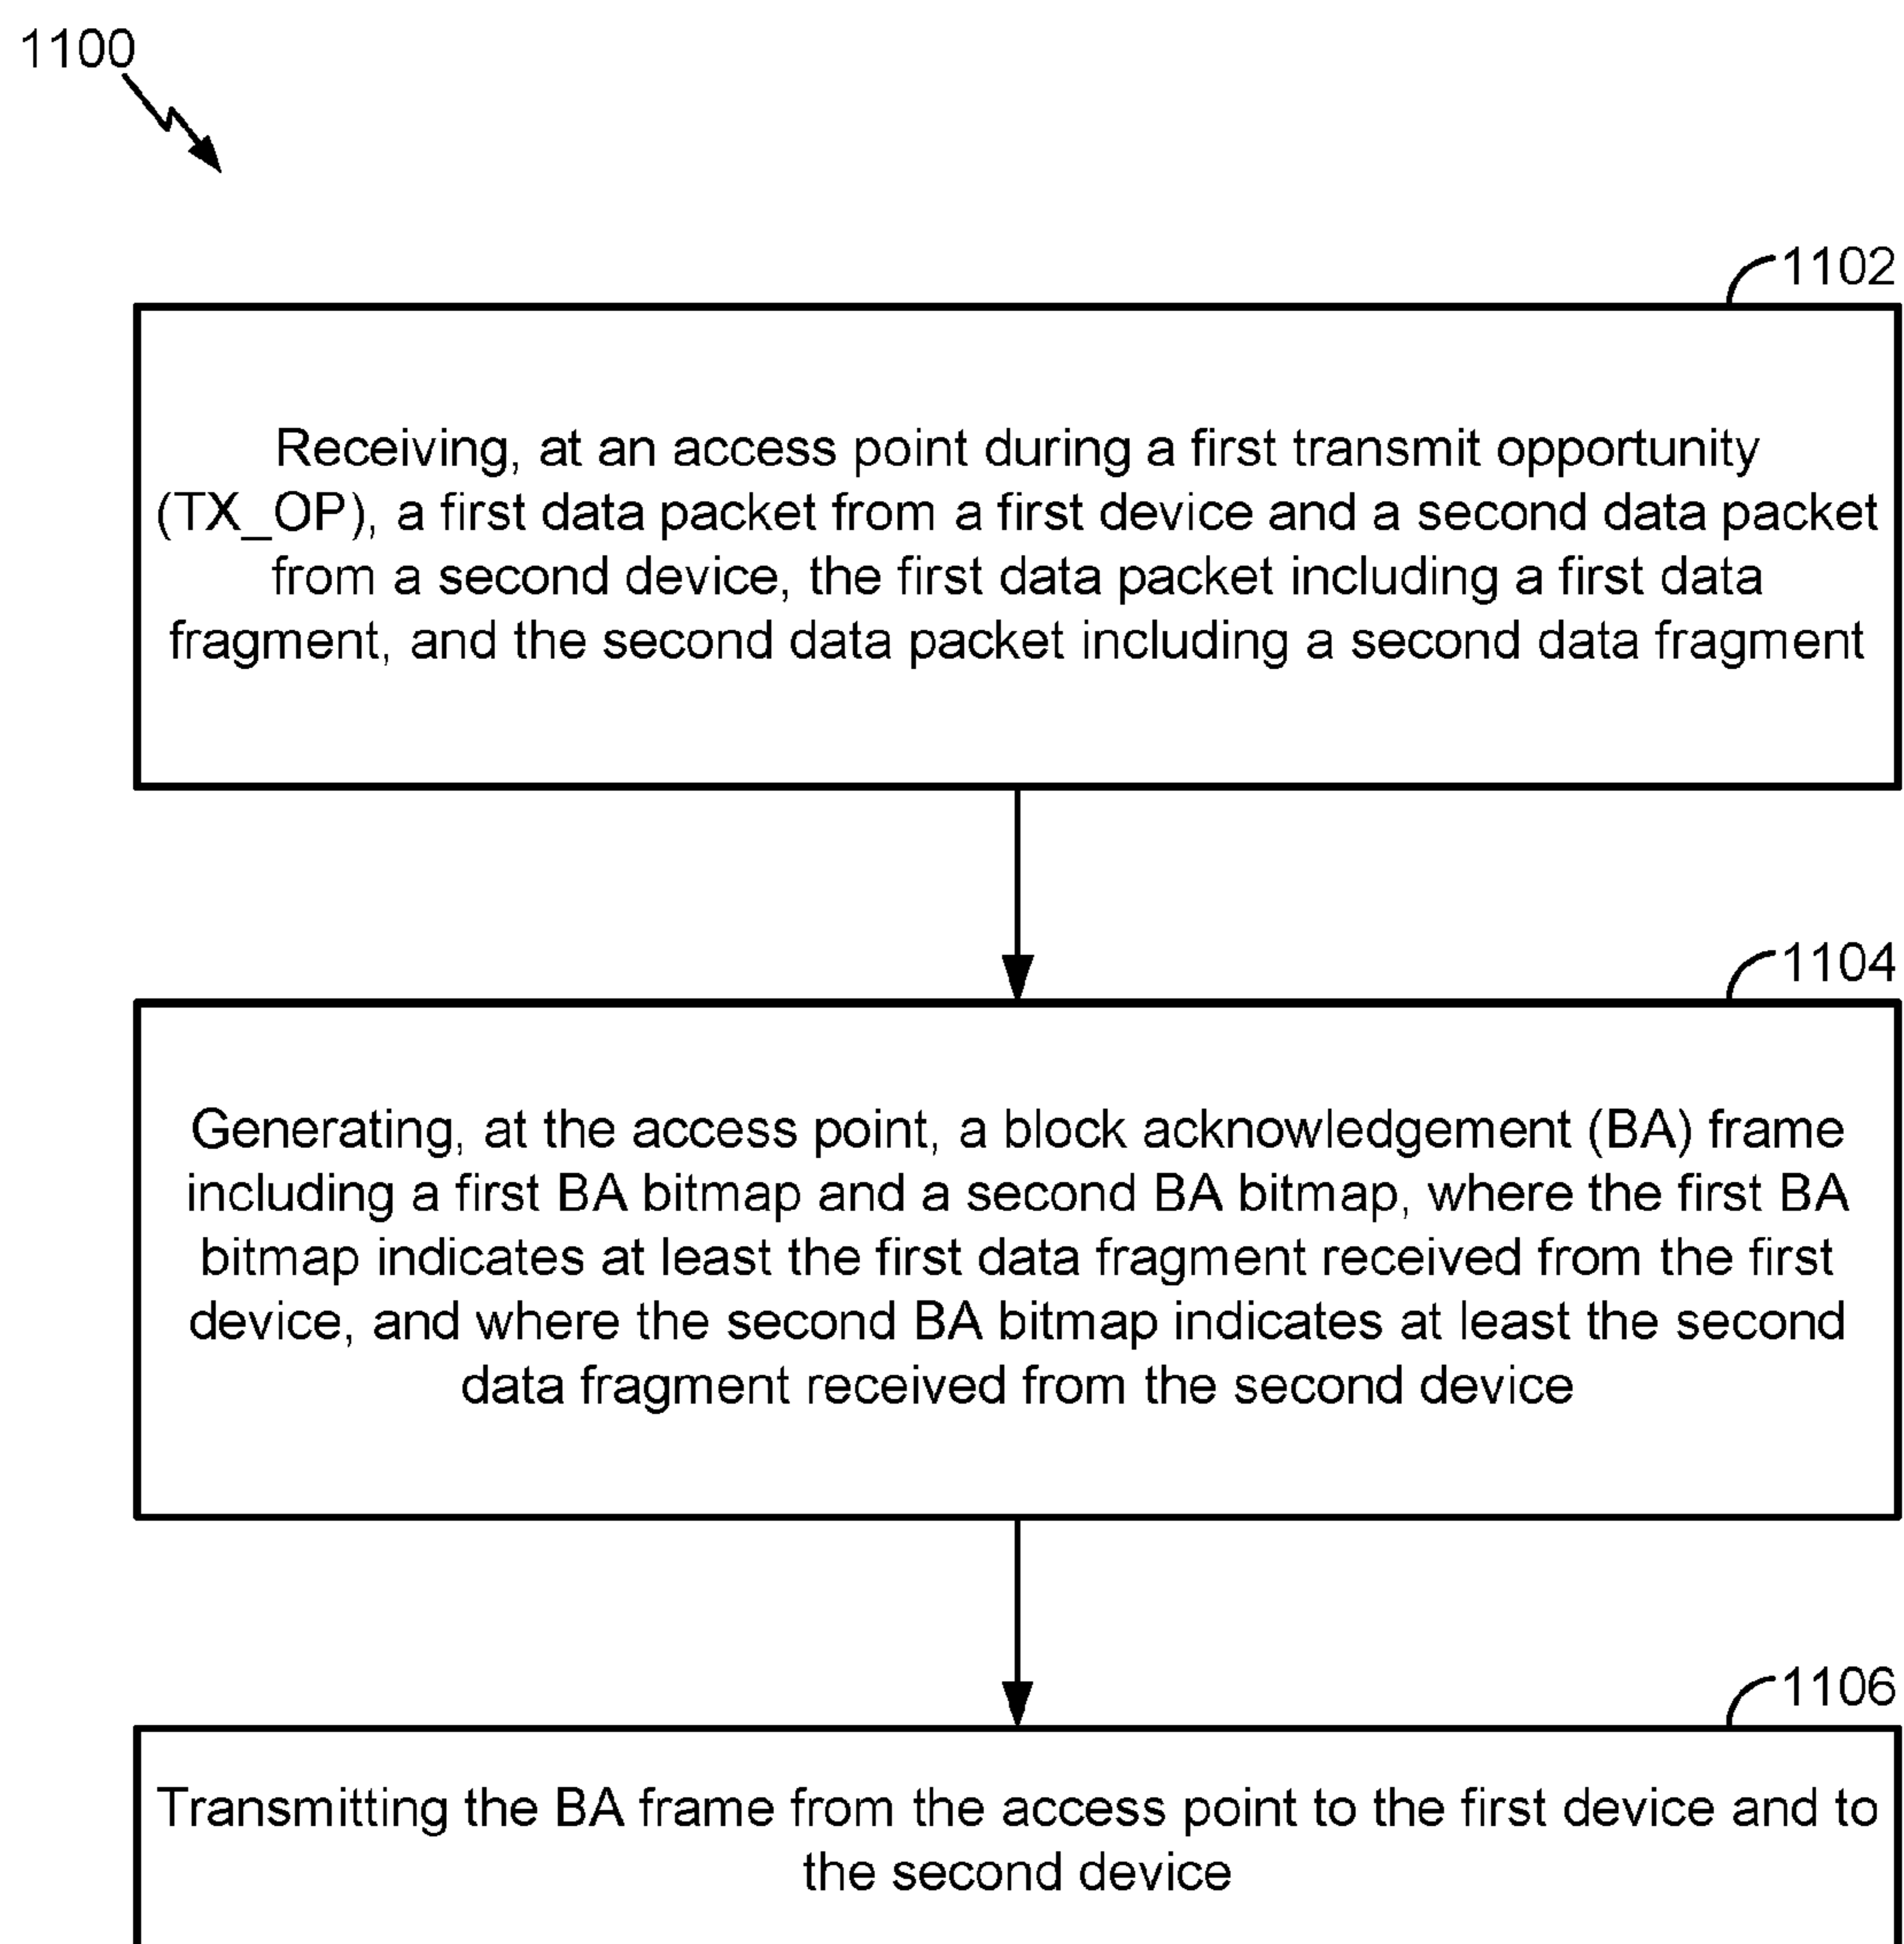 1100
1102
Receiving, at an access point during a first transmit opportunity
(TX_OP), a first data packet from a first device and a second data packet
from a second device, the first data packet including a first data
fragment, and the second data packet including a second data fragment
1104
Generating, at the access point, a block acknowledgement (BA) frame
including a first BA bitmap and a second BA bitmap, where the first BA
bitmap indicates at least the first data fragment received from the first
device, and where the second BA bitmap indicates at least the second
data fragment received from the second device
1106
Transmitting the BA frame from the access point to the first device and to
the second device